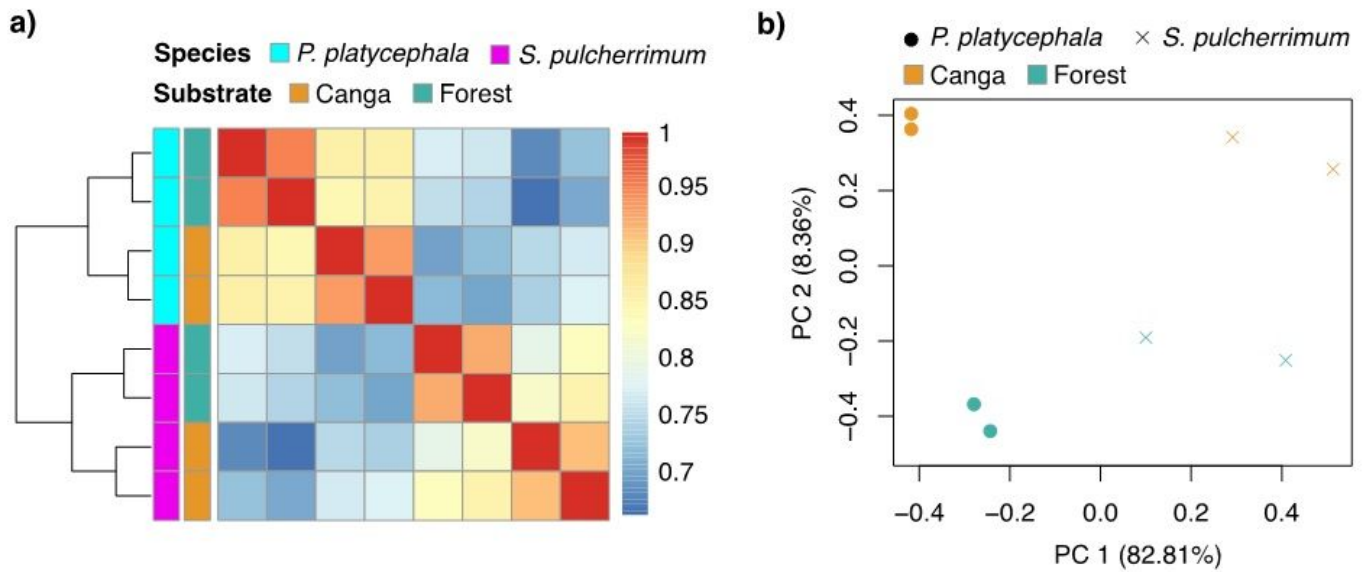 a)
Species P. platycephala S. pulcherrimum
Substrate Canga Forest
1
0.95
0.9
0.85
0.8
0.75
0.7
b)
P. platycephala S. pulcherrimum
Canga Forest
PC 2 (8.36%)
0.4
0.2
0.0
−0.2
−0.4
−0.4 −0.2 0.0 0.2 0.4
PC 1 (82.81%)